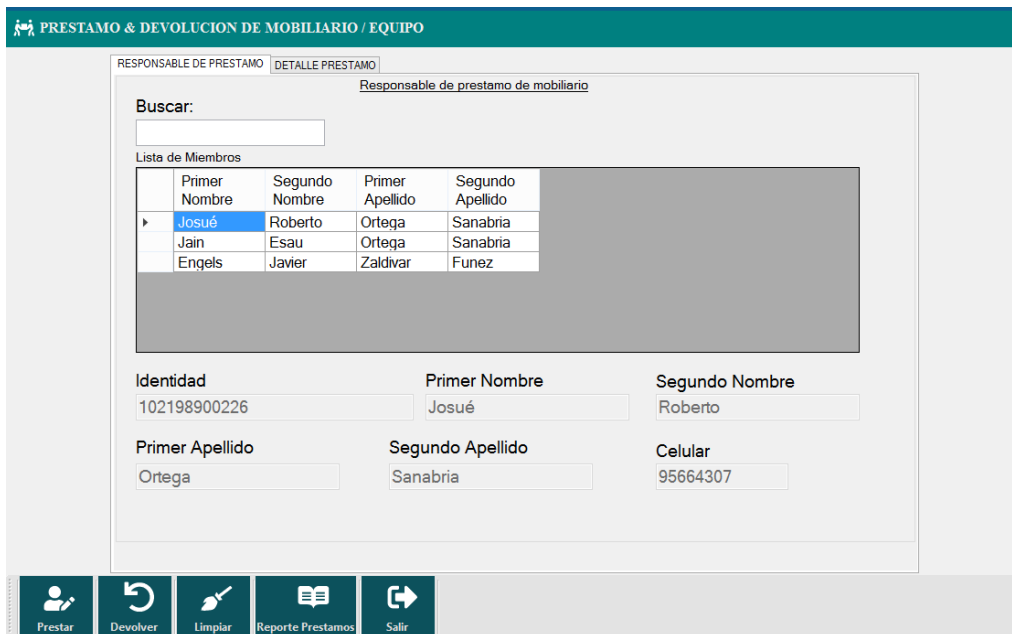 PRESTAMO & DEVOLUCION DE MOBILIARIO / EQUIPO
RESPONSABLE DE PRESTAMO DETALLE PRESTAMO
Responsable de prestamo de mobiliario
Buscar:
Lista de Miembros
Primer Nombre Segundo Nombre Primer Apellido Segundo Apellido
Josué Roberto Ortega Sanabria
Jain Esau Ortega Sanabria
Engels Javier Zaldivar Funez
Identidad Primer Nombre Segundo Nombre
102198900226 Josué Roberto
Primer Apellido Segundo Apellido Celular
Ortega Sanabria 95664307
Prestar Devolver Limpiar Reporte Prestamos Salir